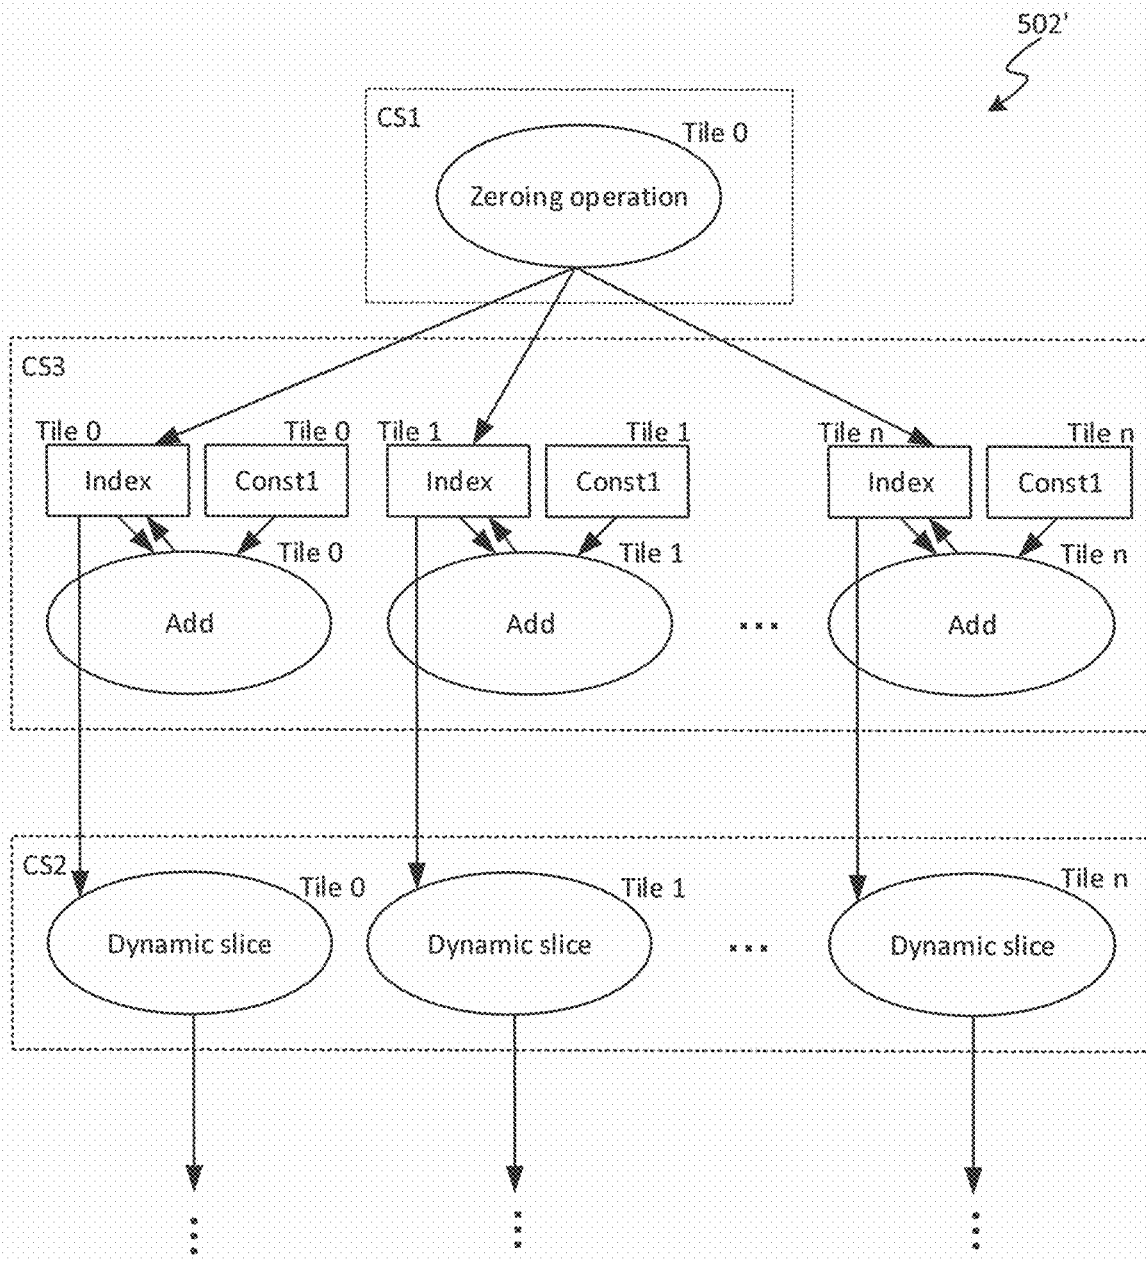 502'
CS1
Tile 0
Zeroing operation
CS3
Tile 0 Tile 0 Tile 1 Tile 1 Tile n Tile n
Index Const1 Index Const1 Index Const1
Tile 0 Tile 1 Tile n
Add Add ... Add
CS2
Tile 0 Tile 1 Tile n
Dynamic slice Dynamic slice ... Dynamic slice